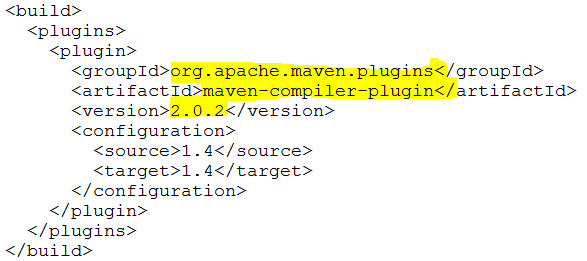 <build>
<plugins>
<plugin>
<groupId>org.apache.maven.plugins</groupId>
<artifactId>maven-compiler-plugin</artifactId>
<version>2.0.2</version>
<configuration>
<source>1.4</source>
<target>1.4</target>
</configuration>
</plugin>
</plugins>
</build>